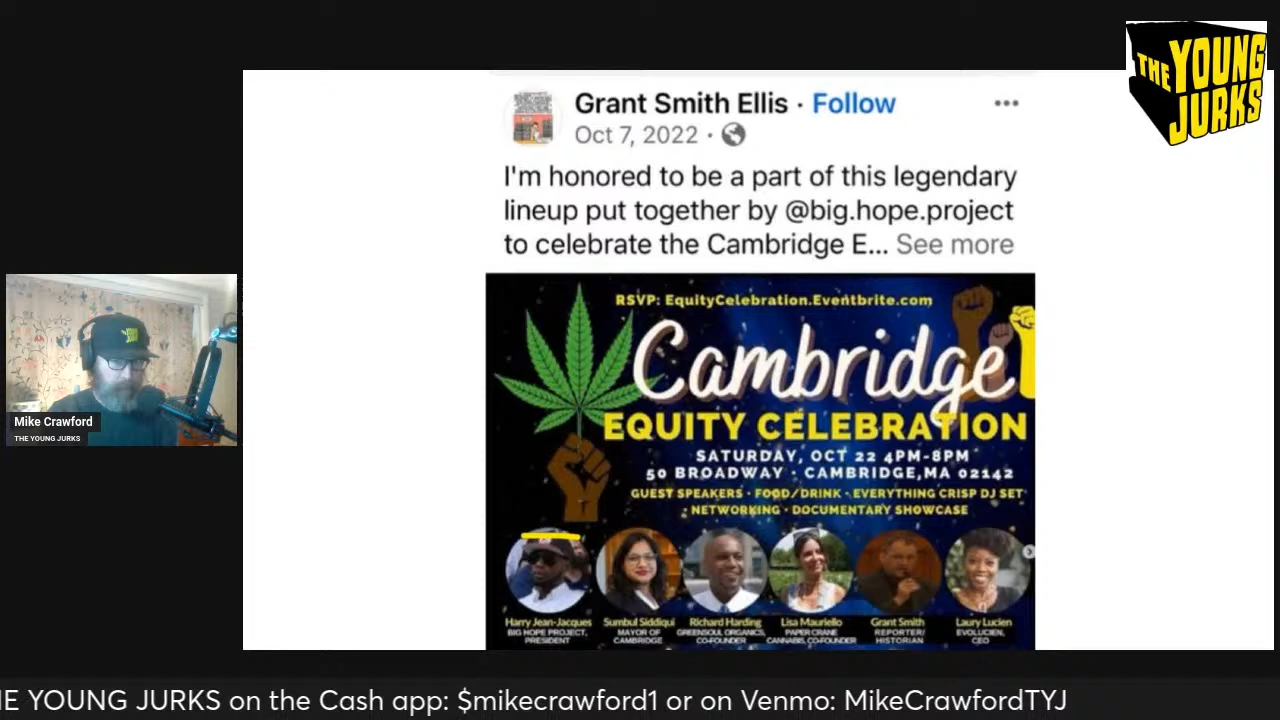 THE YOUNG JURKS
Grant Smith Ellis · Follow
Oct 7, 2022 ·
I'm honored to be a part of this legendary
lineup put together by @big.hope.project
to celebrate the Cambridge E... See more
RSVP: EquityCelebration.Eventbrite.com
Cambridge
EQUITY CELEBRATION
SATURDAY, OCT 22 4PM-8PM
50 BROADWAY · CAMBRIDGE, MA 02142
GUEST SPEAKERS · FOOD/DRINK · EVERYTHING CRISP DJ SET
· NETWORKING · DOCUMENTARY SHOWCASE
Harry Jean-Jacques
BIG HOPE PROJECT,
PRESIDENT
Sumbul Siddiqui
MAYOR OF
CAMBRIDGE
Richard Harding
GREENSOUL ORGANICS,
CO-FOUNDER
Lisa Mauriello
PAPER CRANE
CANNABIS, CO-FOUNDER
Grant Smith
REPORTER/
HISTORIAN
Laury Lucien
EVOLUCIEN,
CEO
Mike Crawford
THE YOUNG JURKS
HE YOUNG JURKS on the Cash app: $mikecrawford1 or on Venmo: MikeCrawfordTYJ